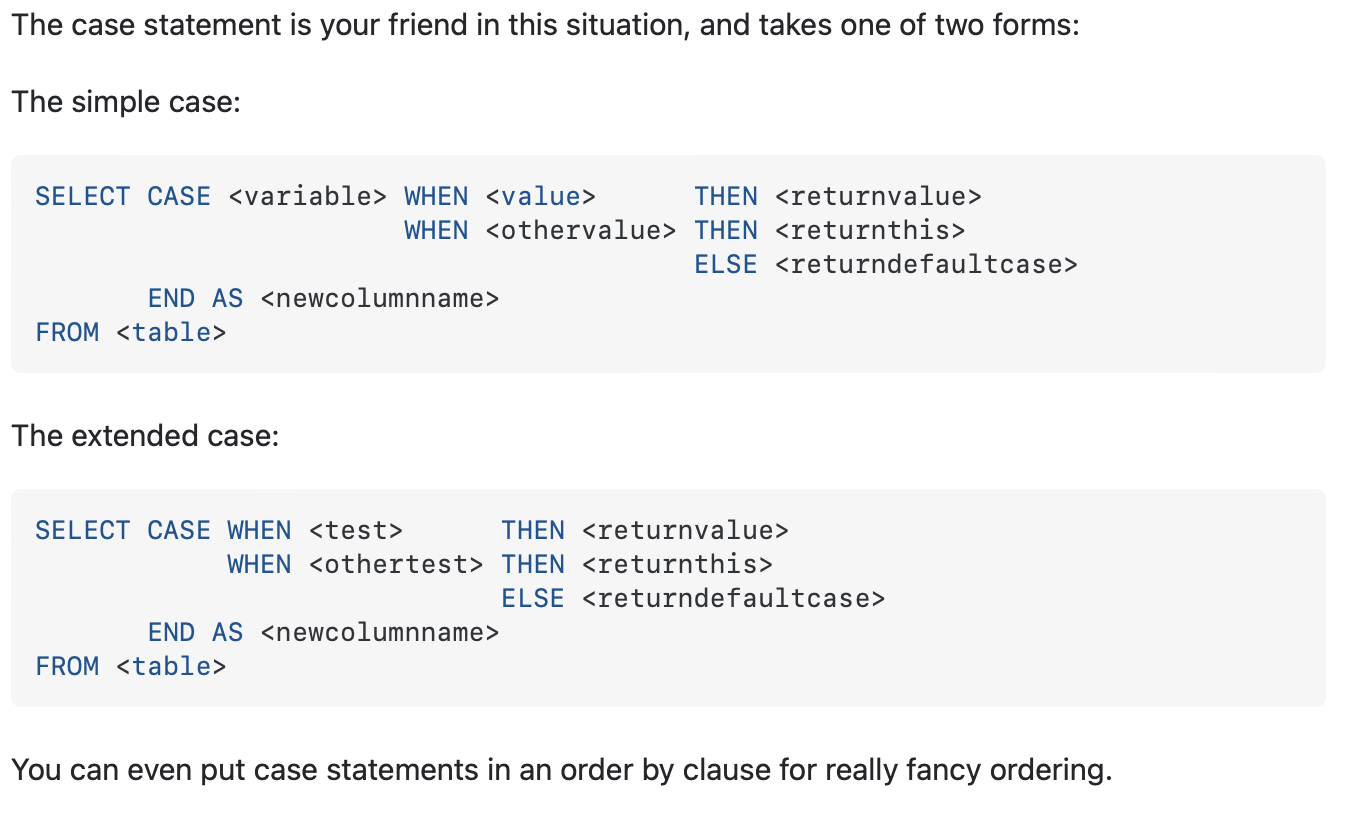 The case statement is your friend in this situation, and takes one of two forms:
The simple case:
SELECT CASE <variable> WHEN <value>      THEN <returnvalue>
                       WHEN <othervalue> THEN <returnthis>
                                         ELSE <returndefaultcase>
       END AS <newcolumnname>
FROM <table>
The extended case:
SELECT CASE WHEN <test>      THEN <returnvalue>
            WHEN <othertest> THEN <returnthis>
                             ELSE <returndefaultcase>
       END AS <newcolumnname>
FROM <table>
You can even put case statements in an order by clause for really fancy ordering.